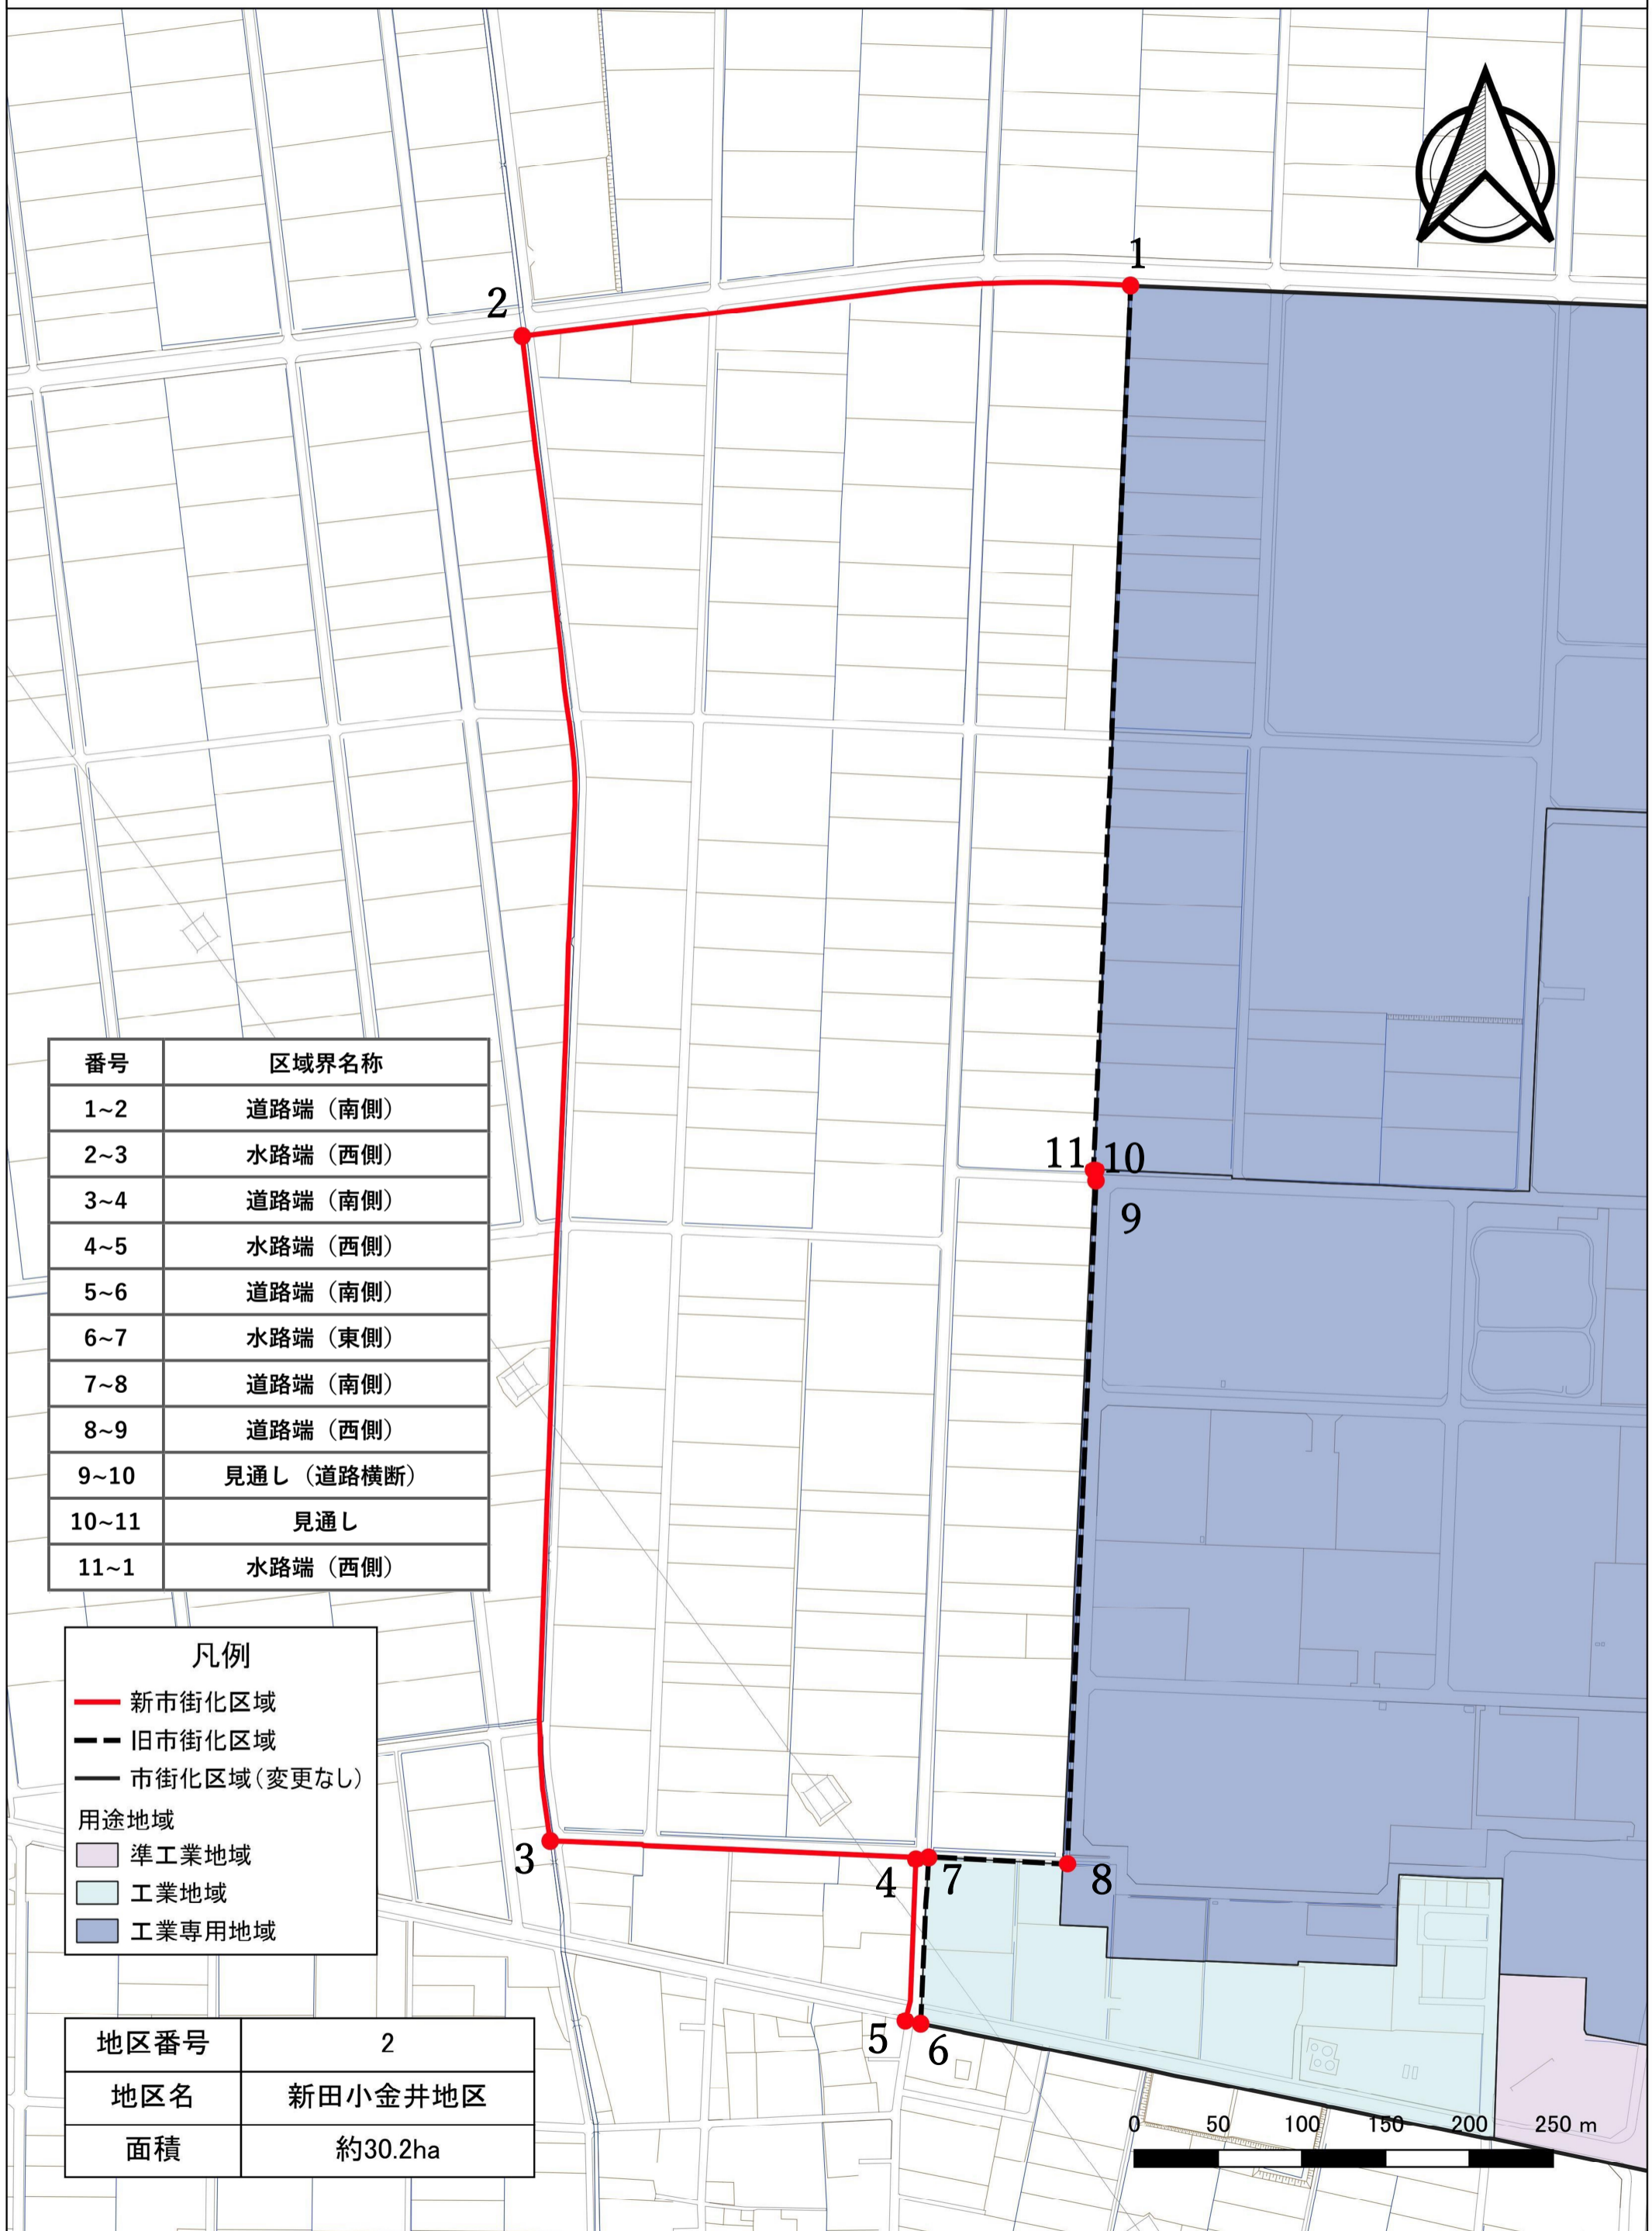 1
2
11
10
9
番号 区域界名称
1~2 道路端（南側）
2~3 水路端（西側）
3~4 道路端（南側）
4~5 水路端（西側）
5~6 道路端（南側）
6~7 水路端（東側）
7~8 道路端（南側）
8~9 道路端（西側）
9~10 見通し（道路横断）
10~11 見通し
11~1 水路端（西側）
凡例
新市街化区域
旧市街化区域
市街化区域(変更なし)
用途地域
準工業地域
工業地域
工業専用地域
3
4
7
8
5
6
地区番号 2
地区名 新田小金井地区
面積 約30.2ha
0 50 100 150 200 250 m